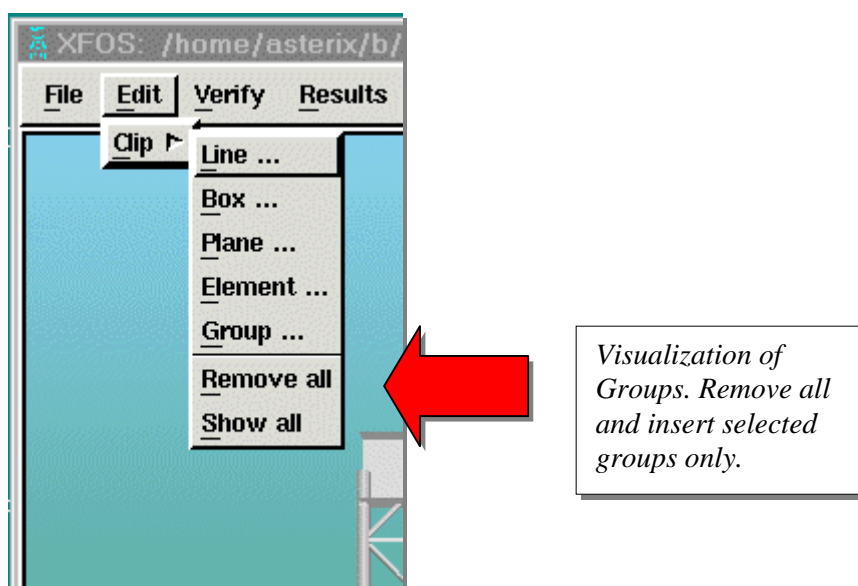 XFOS: /home/asterix/b/
File Edit Verify Results
Clip
Line ...
Box ...
Plane ...
Element ...
Group ...
Remove all
Show all
Visualization of
Groups. Remove all
and insert selected
groups only.